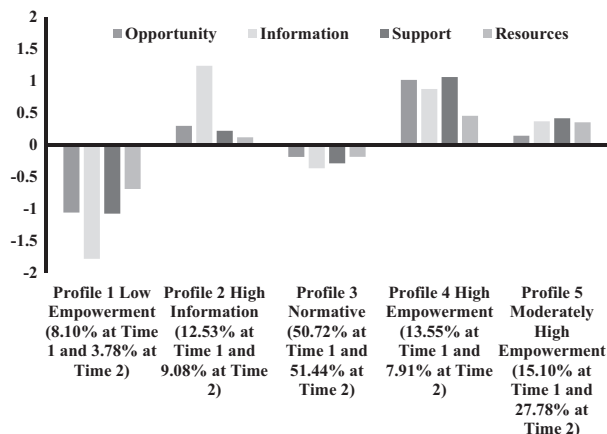 2
1.5
1
0.5
0
-0.5
-1
-1.5
-2
Opportunity Information Support Resources
Profile 1 Low
Empowerment
(8.10% at Time
1 and 3.78% at
Time 2)
Profile 2 High
Information
(12.53% at
Time 1 and
9.08% at Time
2)
Profile 3
Normative
(50.72% at
Time 1 and
51.44% at
Time 2)
Profile 4 High
Empowerment
(13.55% at
Time 1 and
7.91% at Time
2)
Profile 5
Moderately
High
Empowerment
(15.10% at
Time 1 and
27.78% at
Time 2)